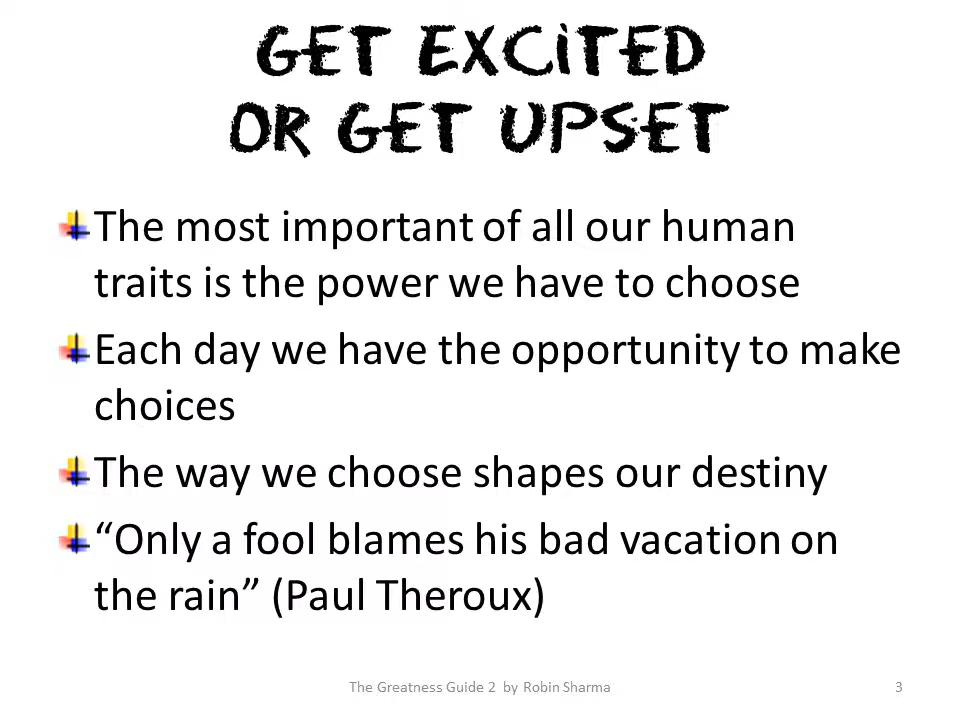 GET EXCITED
OR GET UPSET
The most important of all our human
traits is the power we have to choose
Each day we have the opportunity to make
choices
The way we choose shapes our destiny
“Only a fool blames his bad vacation on
the rain” (Paul Theroux)
The Greatness Guide 2 by Robin Sharma
3